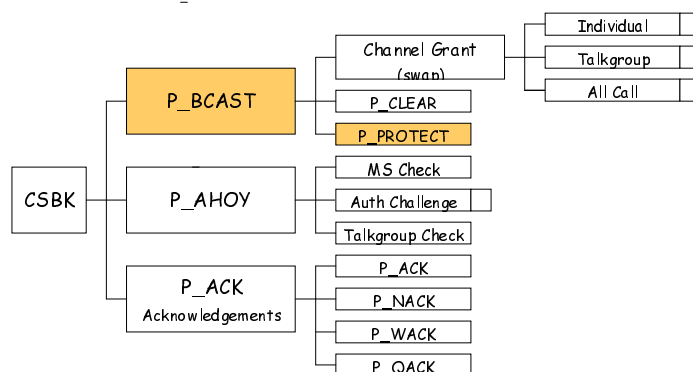 Individual
Channel Grant
(swap)
Talkgroup
All Call
P_BCAST
P_CLEAR
P_PROTECT
MS Check
CSBK
P_AHOY
Auth Challenge
Talkgroup Check
P_ACK
Acknowledgements
P_ACK
P_NACK
P_WACK
P_QACK